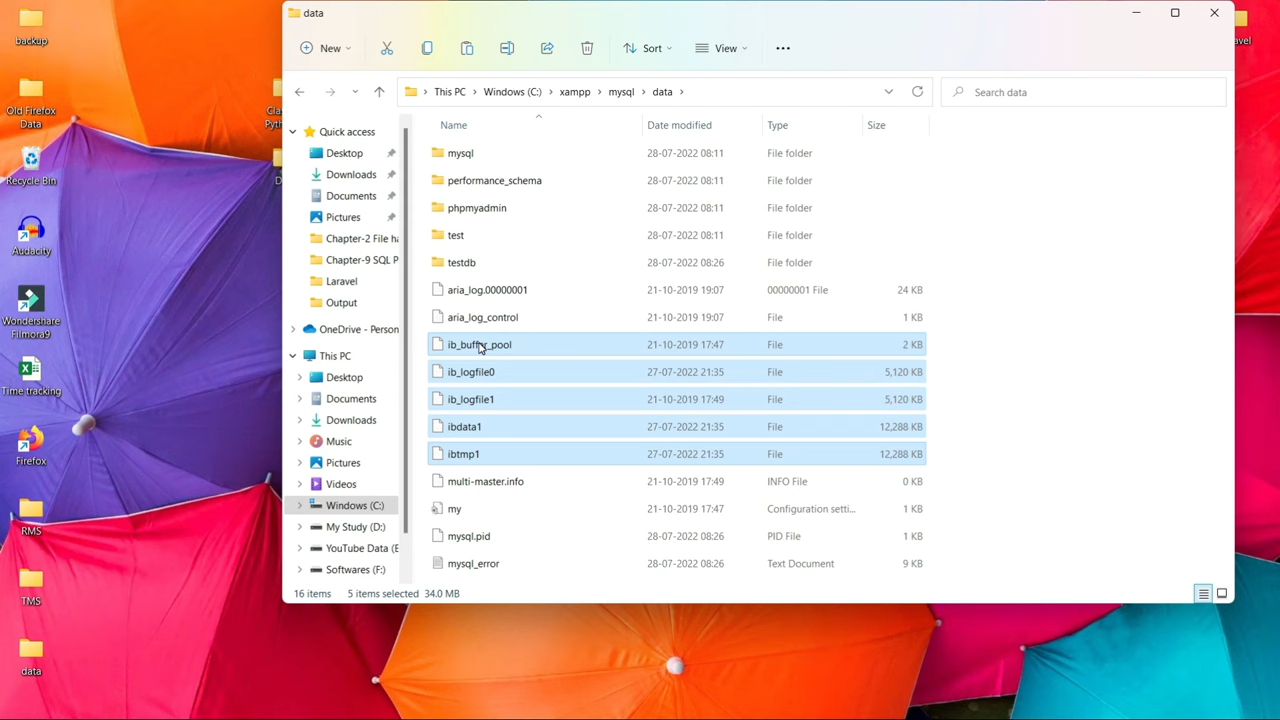 data
New
Sort
View
This PC > Windows (C:) > xampp > mysql > data >
Search data
Name Date modified Type Size
mysql 28-07-2022 08:11 File folder
performance_schema 28-07-2022 08:11 File folder
phpmyadmin 28-07-2022 08:11 File folder
test 28-07-2022 08:11 File folder
testdb 28-07-2022 08:26 File folder
aria_log.00000001 21-10-2019 19:07 00000001 File 24 KB
aria_log_control 21-10-2019 19:07 File 1 KB
ib_buffer_pool 21-10-2019 17:47 File 2 KB
ib_logfile0 27-07-2022 21:35 File 5,120 KB
ib_logfile1 21-10-2019 17:49 File 5,120 KB
ibdata1 27-07-2022 21:35 File 12,288 KB
ibtmp1 27-07-2022 21:35 File 12,288 KB
multi-master.info 21-10-2019 17:49 INFO File 0 KB
my 21-10-2019 17:47 Configuration setti... 1 KB
mysql.pid 28-07-2022 08:26 PID File 1 KB
mysql_error 28-07-2022 08:26 Text Document 9 KB
Quick access
Desktop
Downloads
Documents
Pictures
Chapter-2 File ha
Chapter-9 SQL P
Laravel
Output
OneDrive - Person
This PC
Desktop
Documents
Downloads
Music
Pictures
Videos
Windows (C:)
My Study (D:)
YouTube Data (E
Softwares (F:)
16 items 5 items selected 34.0 MB
backup
Old Firefox
Data
Recycle Bin
Audacity
Wondershare
Filmora9
Time tracking
Firefox
RMS
TMS
data
Cla
Pyth
D
avel